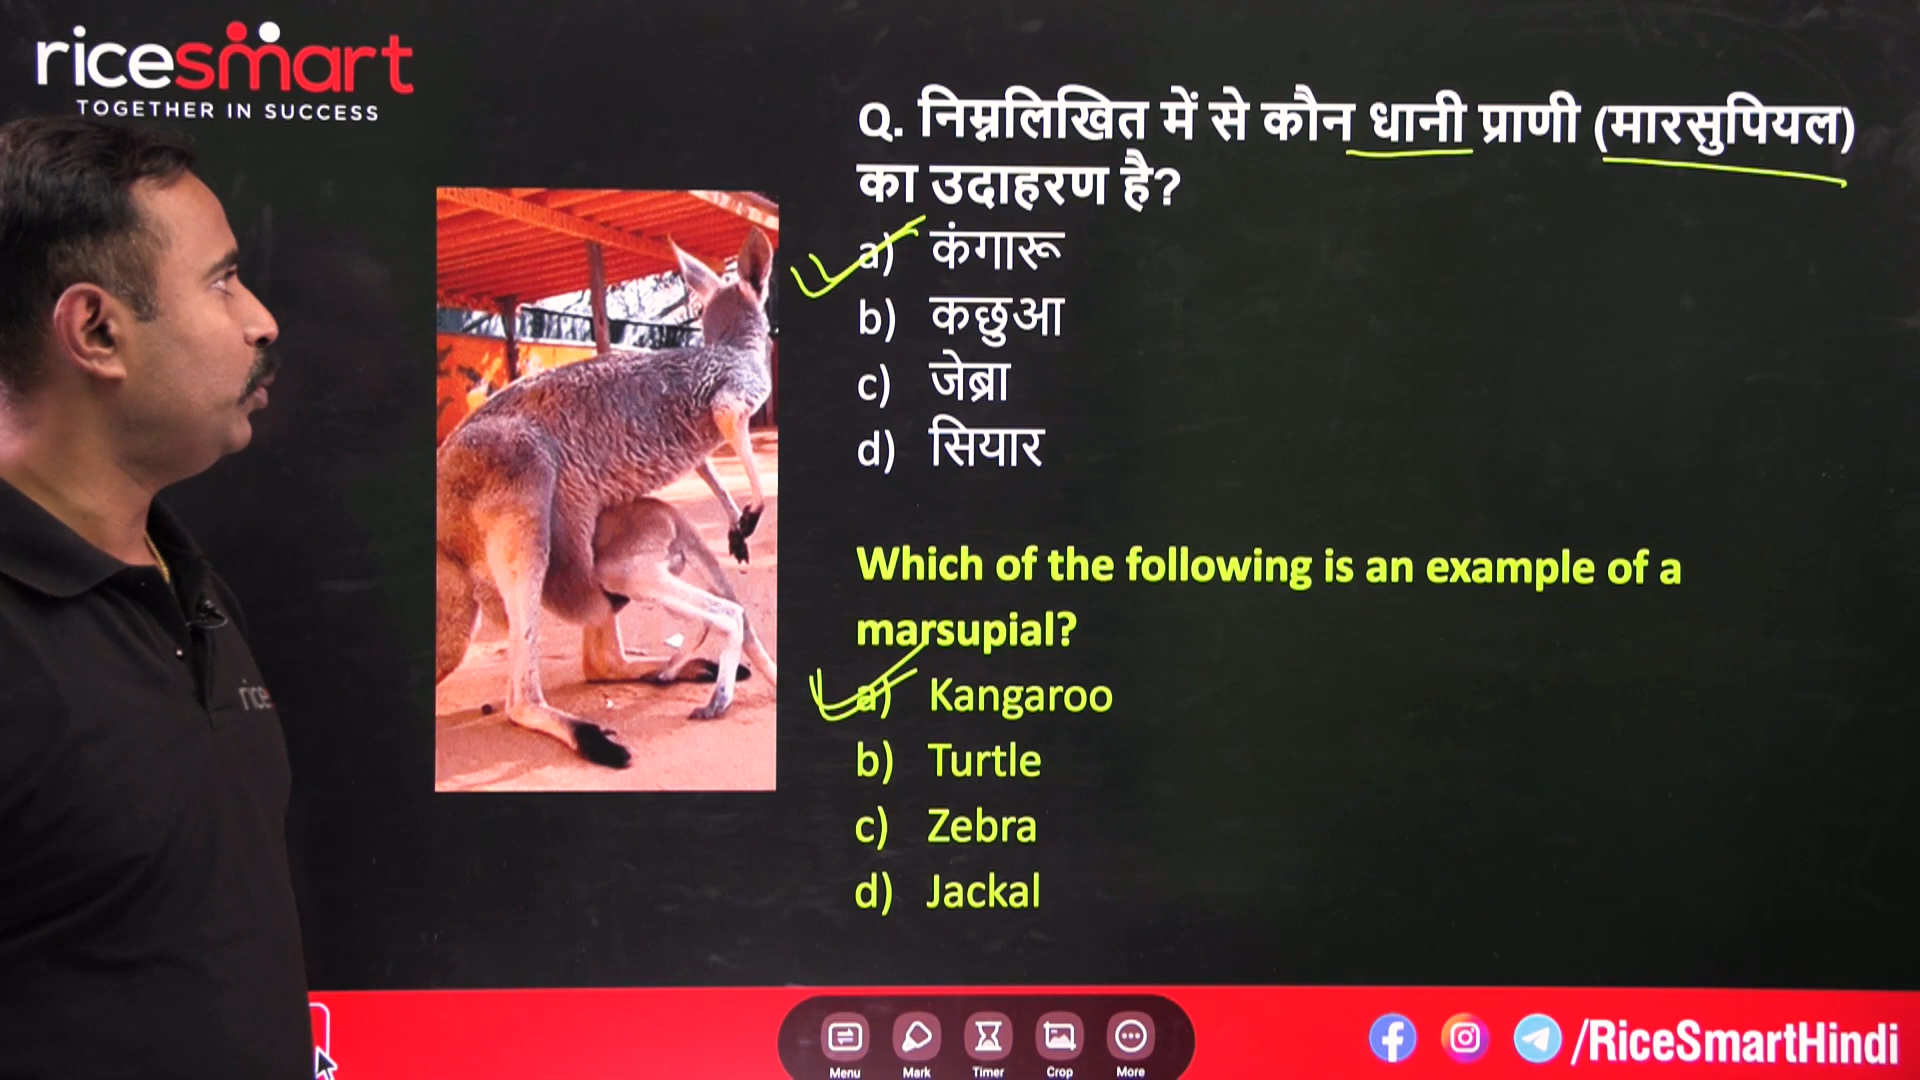 ricesmart
TOGETHER IN SUCCESS
Q. निम्नलिखित में से कौन धानी प्राणी (मारसुपियल)
का उदाहरण है?
a) कंगारू
b) कछुआ
c) जेब्रा
d) सियार
Which of the following is an example of a
marsupial?
a) Kangaroo
b) Turtle
c) Zebra
d) Jackal
rice
Menu Mark Timer Crop More
/RiceSmartHindi